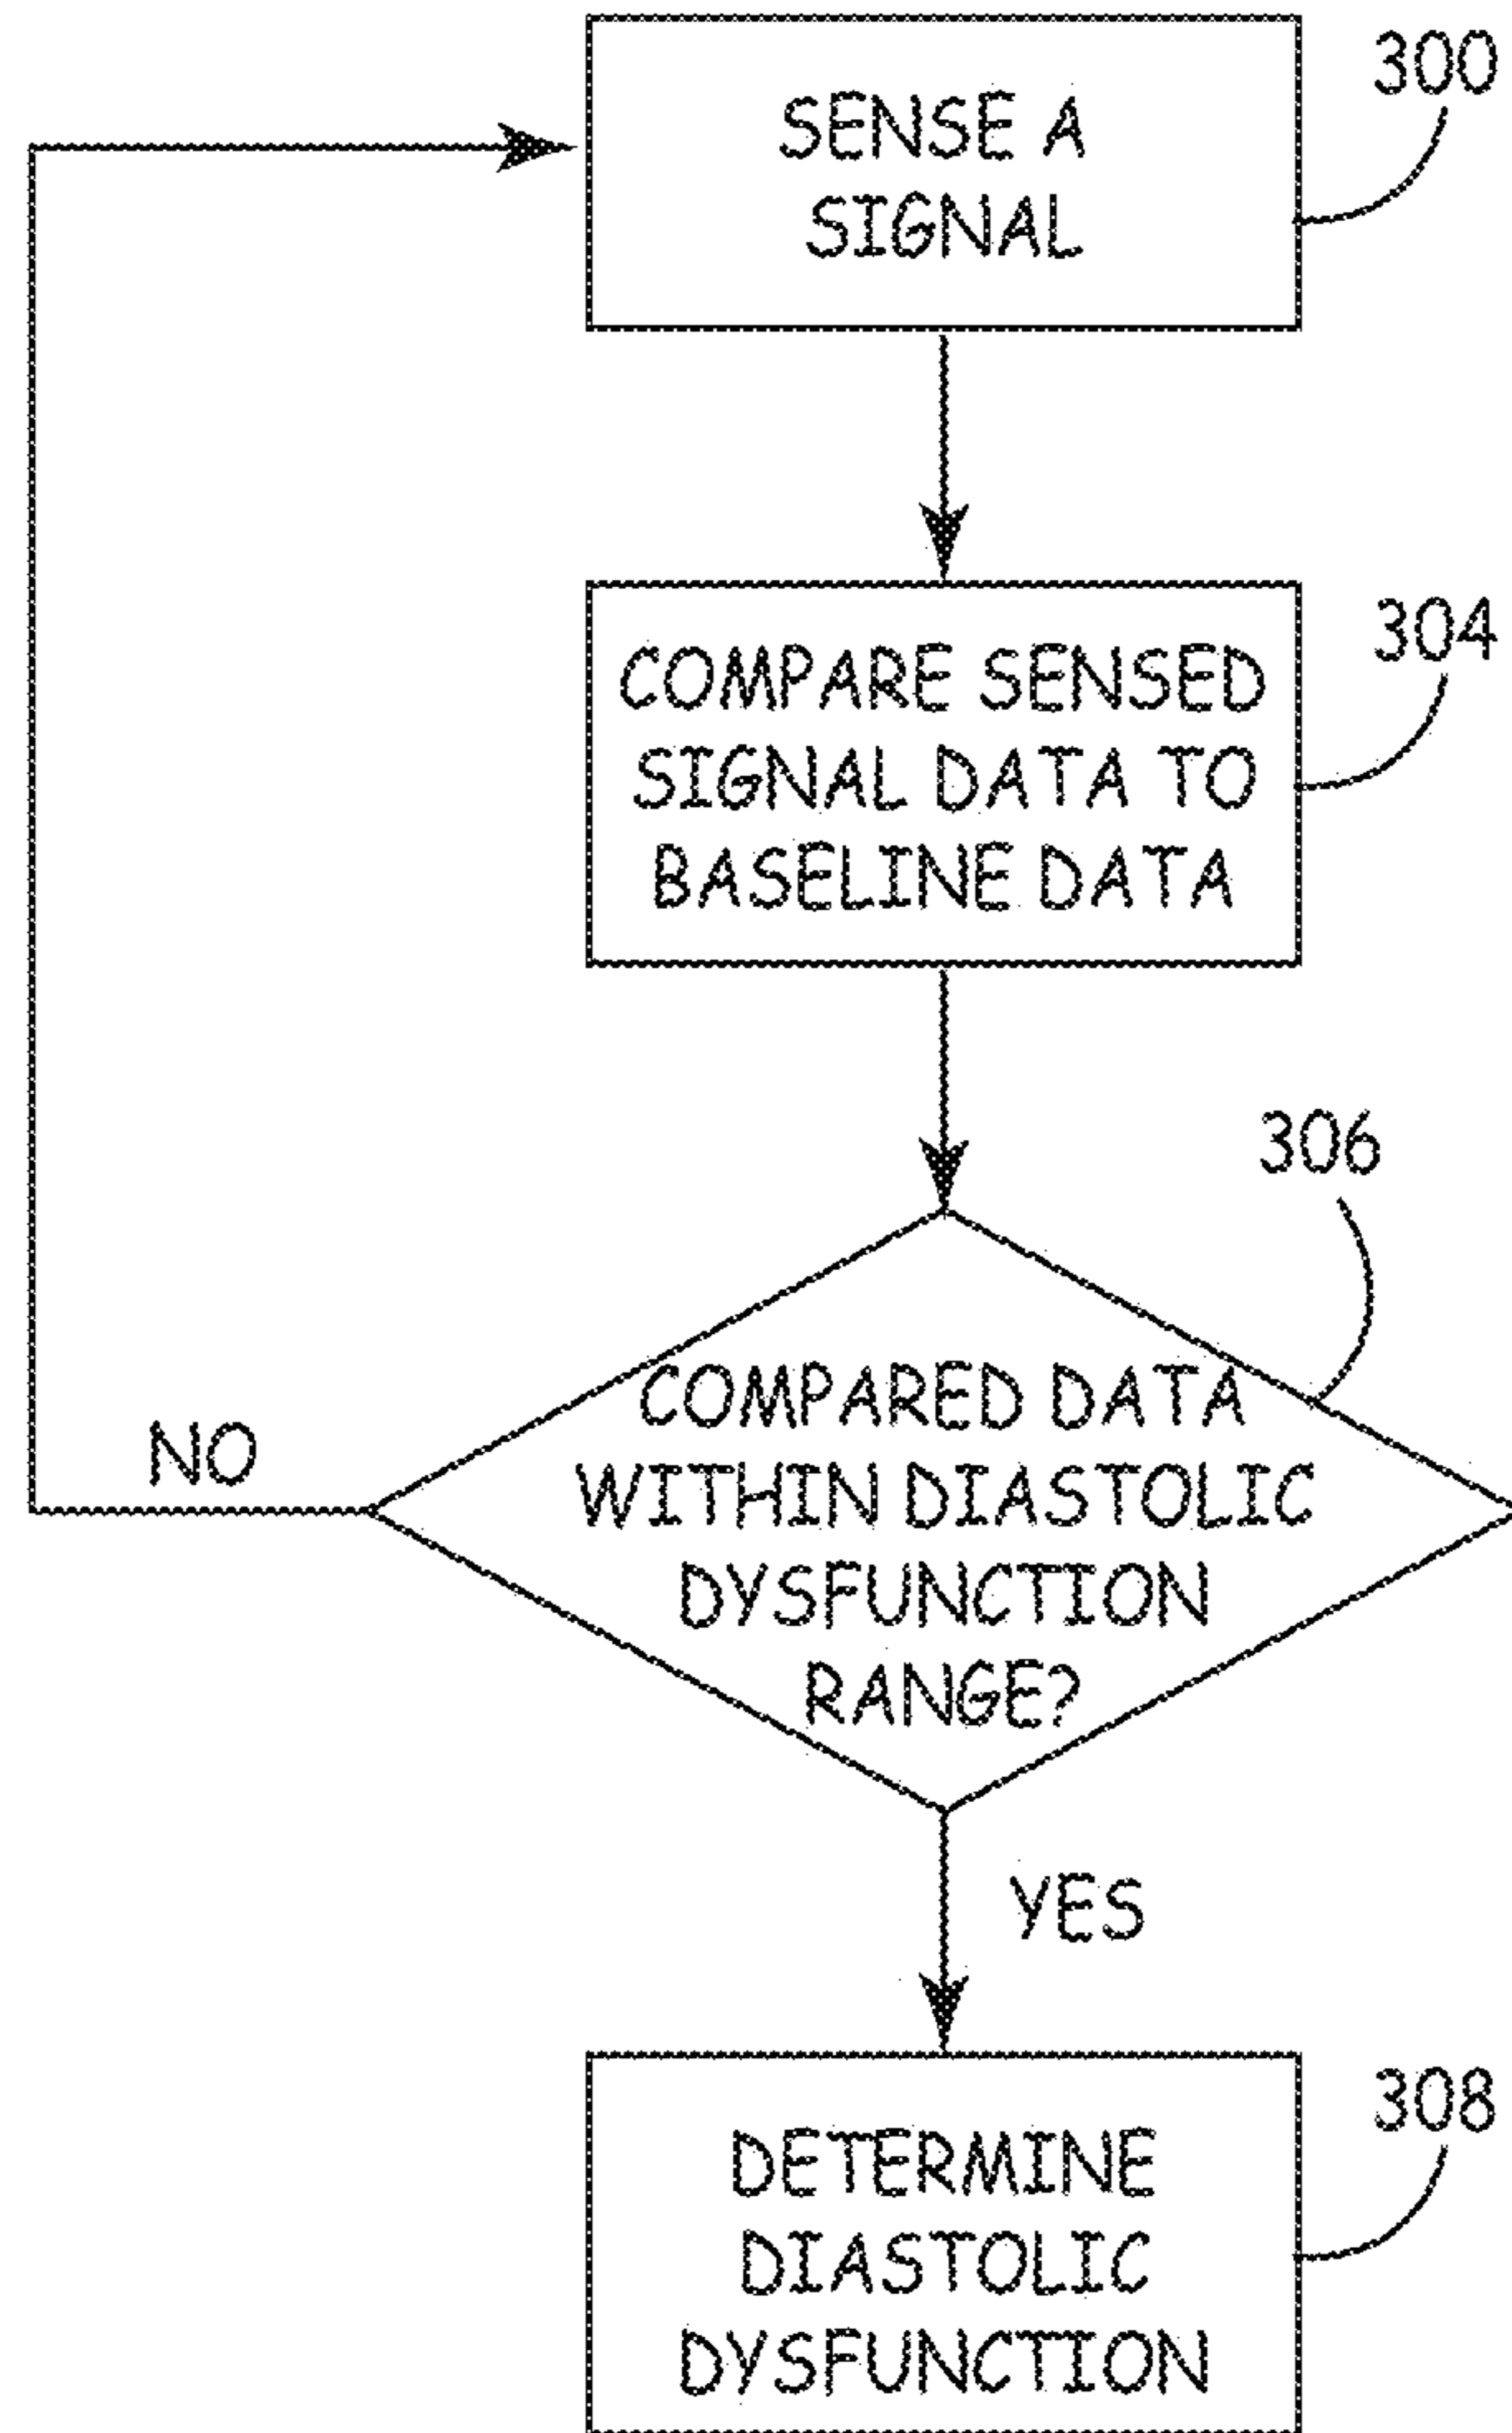 300
SENSE A
SIGNAL
304
COMPARE SENSED
SIGNAL DATA TO
BASELINE DATA
306
COMPARED DATA
WITHIN DIASTOLIC
DYSFUNCTION
RANGE?
NO
YES
308
DETERMINE
DIASTOLIC
DYSFUNCTION